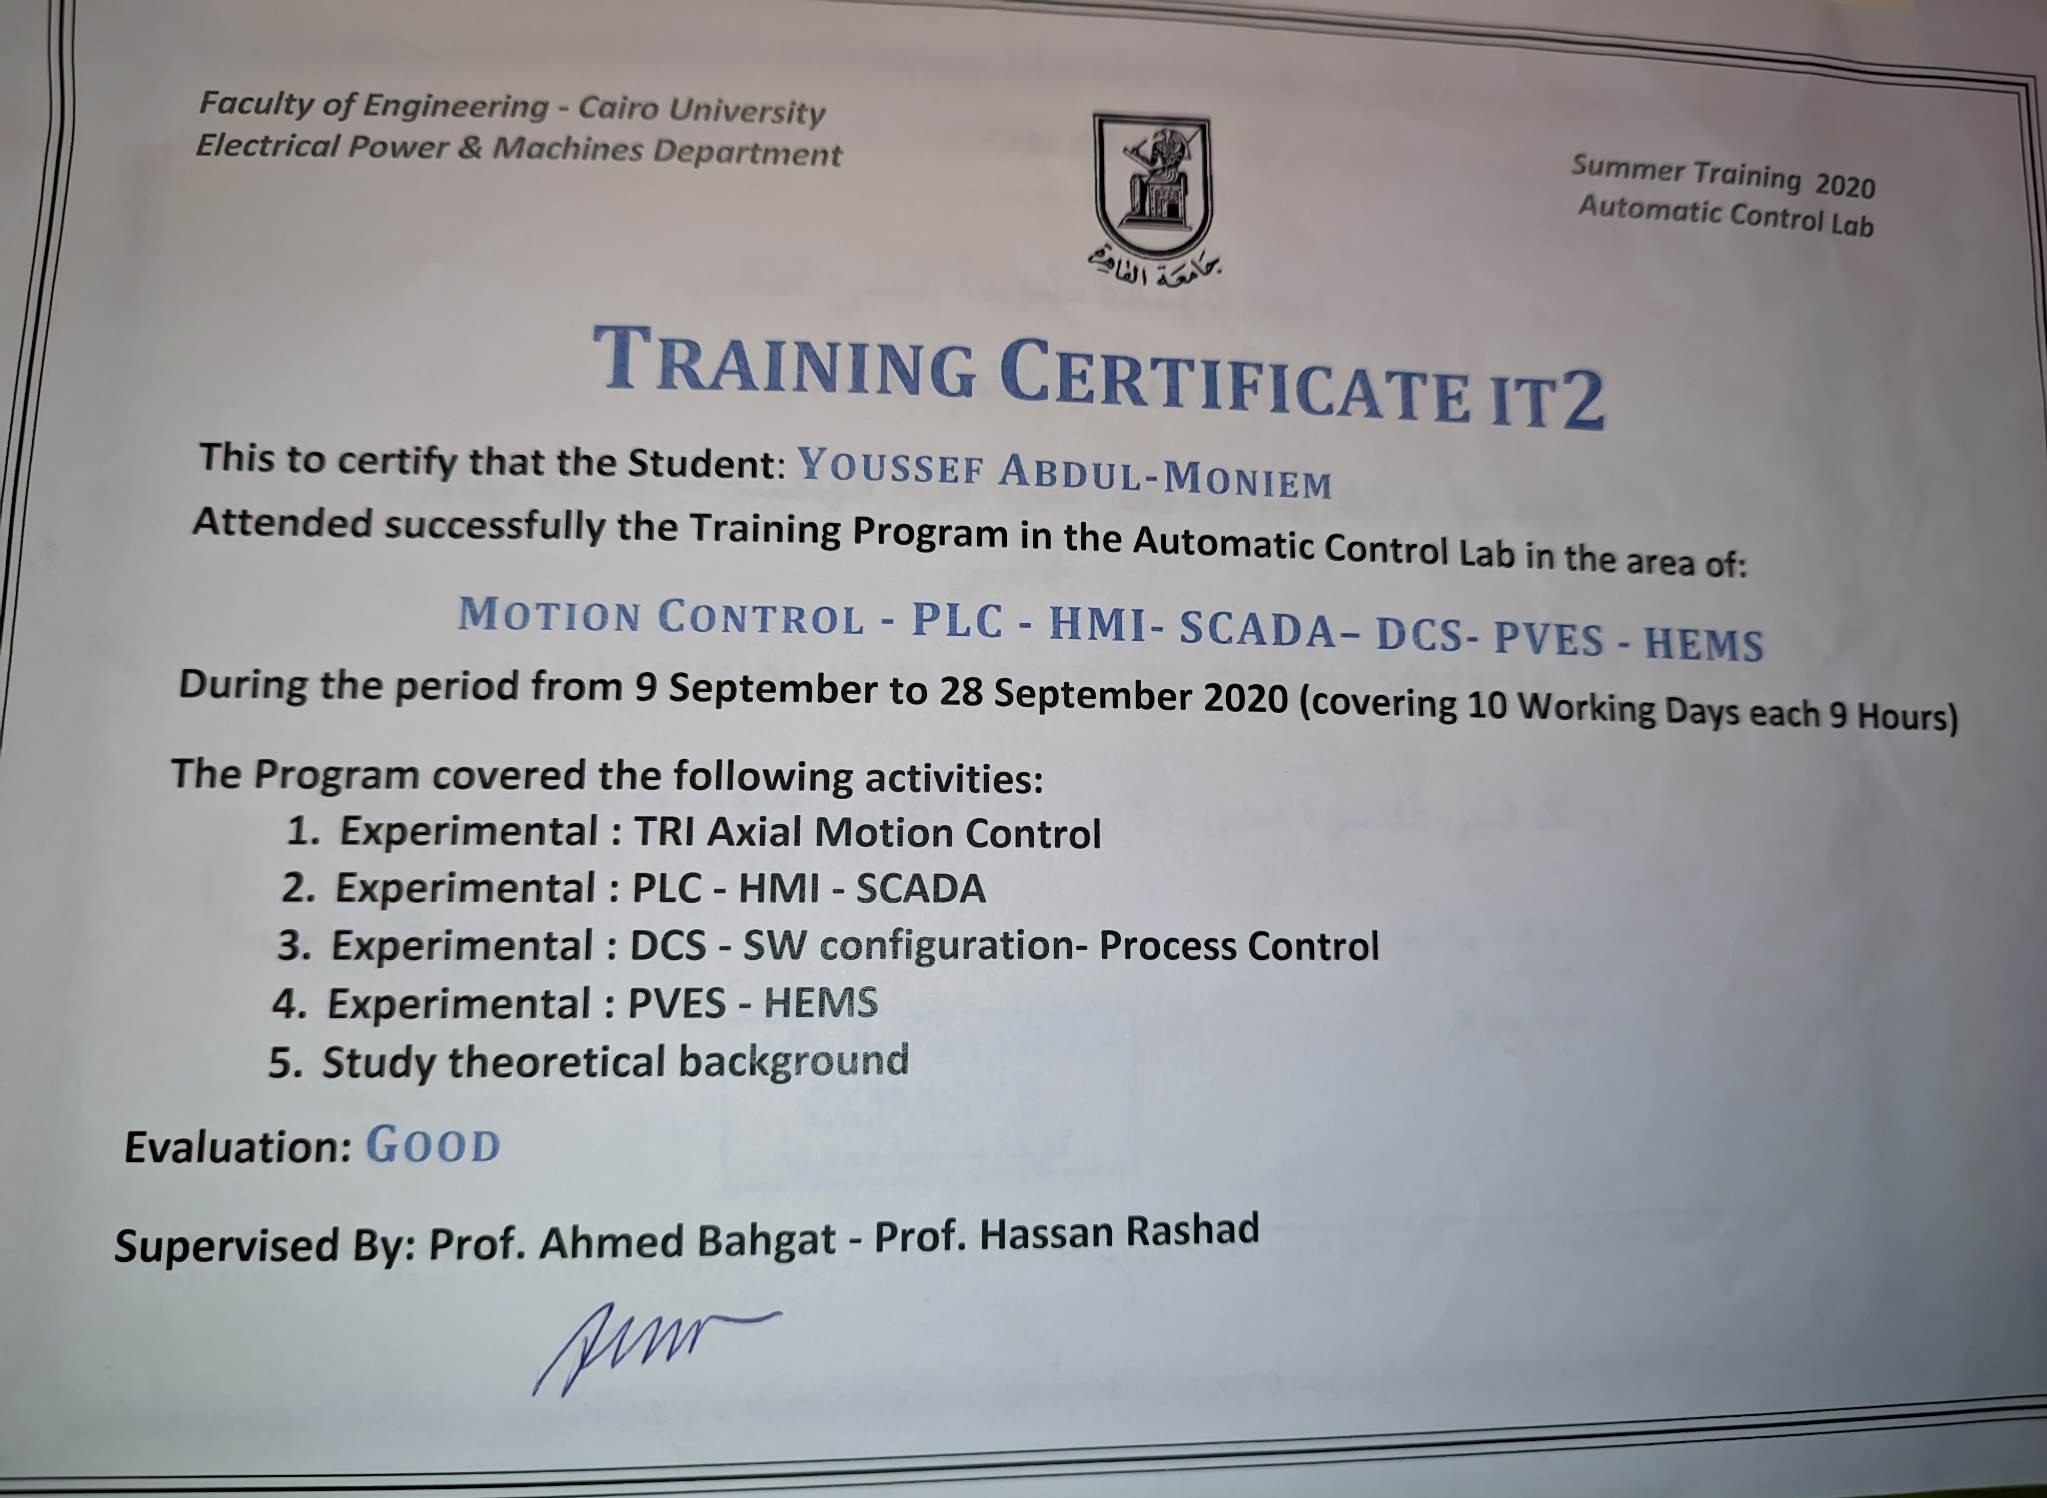 Faculty of Engineering - Cairo University
Electrical Power & Machines Department
جامعة القاهرة
Summer Training 2020
Automatic Control Lab
TRAINING CERTIFICATE IT2
This to certify that the Student: YOUSSEF ABDUL-MONIEM
Attended successfully the Training Program in the Automatic Control Lab in the area of:
MOTION CONTROL - PLC - HMI- SCADA– DCS- PVES - HEMS
During the period from 9 September to 28 September 2020 (covering 10 Working Days each 9 Hours)
The Program covered the following activities:
1. Experimental : TRI Axial Motion Control
2. Experimental : PLC - HMI - SCADA
3. Experimental : DCS - SW configuration- Process Control
4. Experimental : PVES - HEMS
5. Study theoretical background
Evaluation: GOOD
Supervised By: Prof. Ahmed Bahgat - Prof. Hassan Rashad